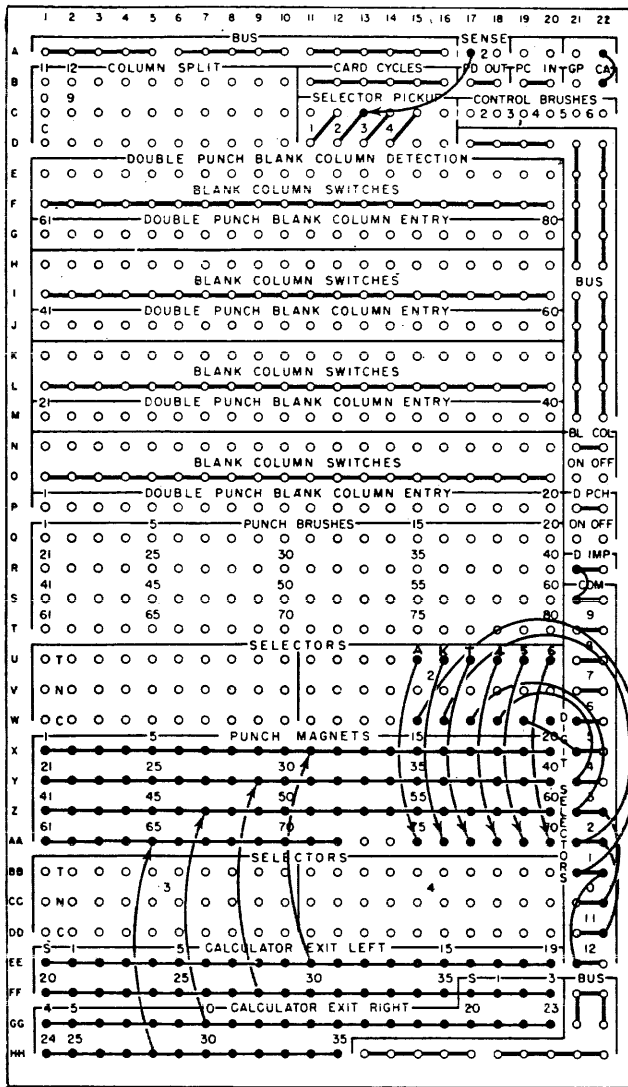 1 2 3 4 5 6 7 8 9 10 11 12 13 14 15 16 17 18 19 20 21 22
A BUS SENSE
2
B 11 12 COLUMN SPLIT CARD CYCLES PD OUT PC IN GP CA
0 9 SELECTOR PICKUP CONTROL BRUSHES
C 2 3 4 5 6
C 1 2 3 4
D
DOUBLE PUNCH BLANK COLUMN DETECTION
E
BLANK COLUMN SWITCHES
F
61 DOUBLE PUNCH BLANK COLUMN ENTRY 80
G
H
BLANK COLUMN SWITCHES BUS
I
41 DOUBLE PUNCH BLANK COLUMN ENTRY 60
J
K
BLANK COLUMN SWITCHES
L
21 DOUBLE PUNCH BLANK COLUMN ENTRY 40
M
BL COL
N
BLANK COLUMN SWITCHES ON OFF
O
1 DOUBLE PUNCH BLANK COLUMN ENTRY 20 D PCH
P
1 5 PUNCH BRUSHES 15 20 ON OFF
Q
21 25 30 35 40 D IMP
R
41 45 50 55 60 COM
S
61 65 70 75 80 9
T
SELECTORS 8
A K T 4 5 6
U T
2 7
V N
6
W C
1 5 PUNCH MAGNETS 15 20
X
21 25 30 35 40 4
Y
41 45 50 55 60
Z
61 65 70 75 2
AA
SELECTORS 1
BB T
3 4 0
CC N
11
DD C
DIGIT SELECTORS
S 1 5 CALCULATOR EXIT LEFT 15 19 12
EE
20 25 30 35 S 1 3 BUS
FF
4 5 10 CALCULATOR EXIT RIGHT 20 23
GG
24 25 30 35
HH